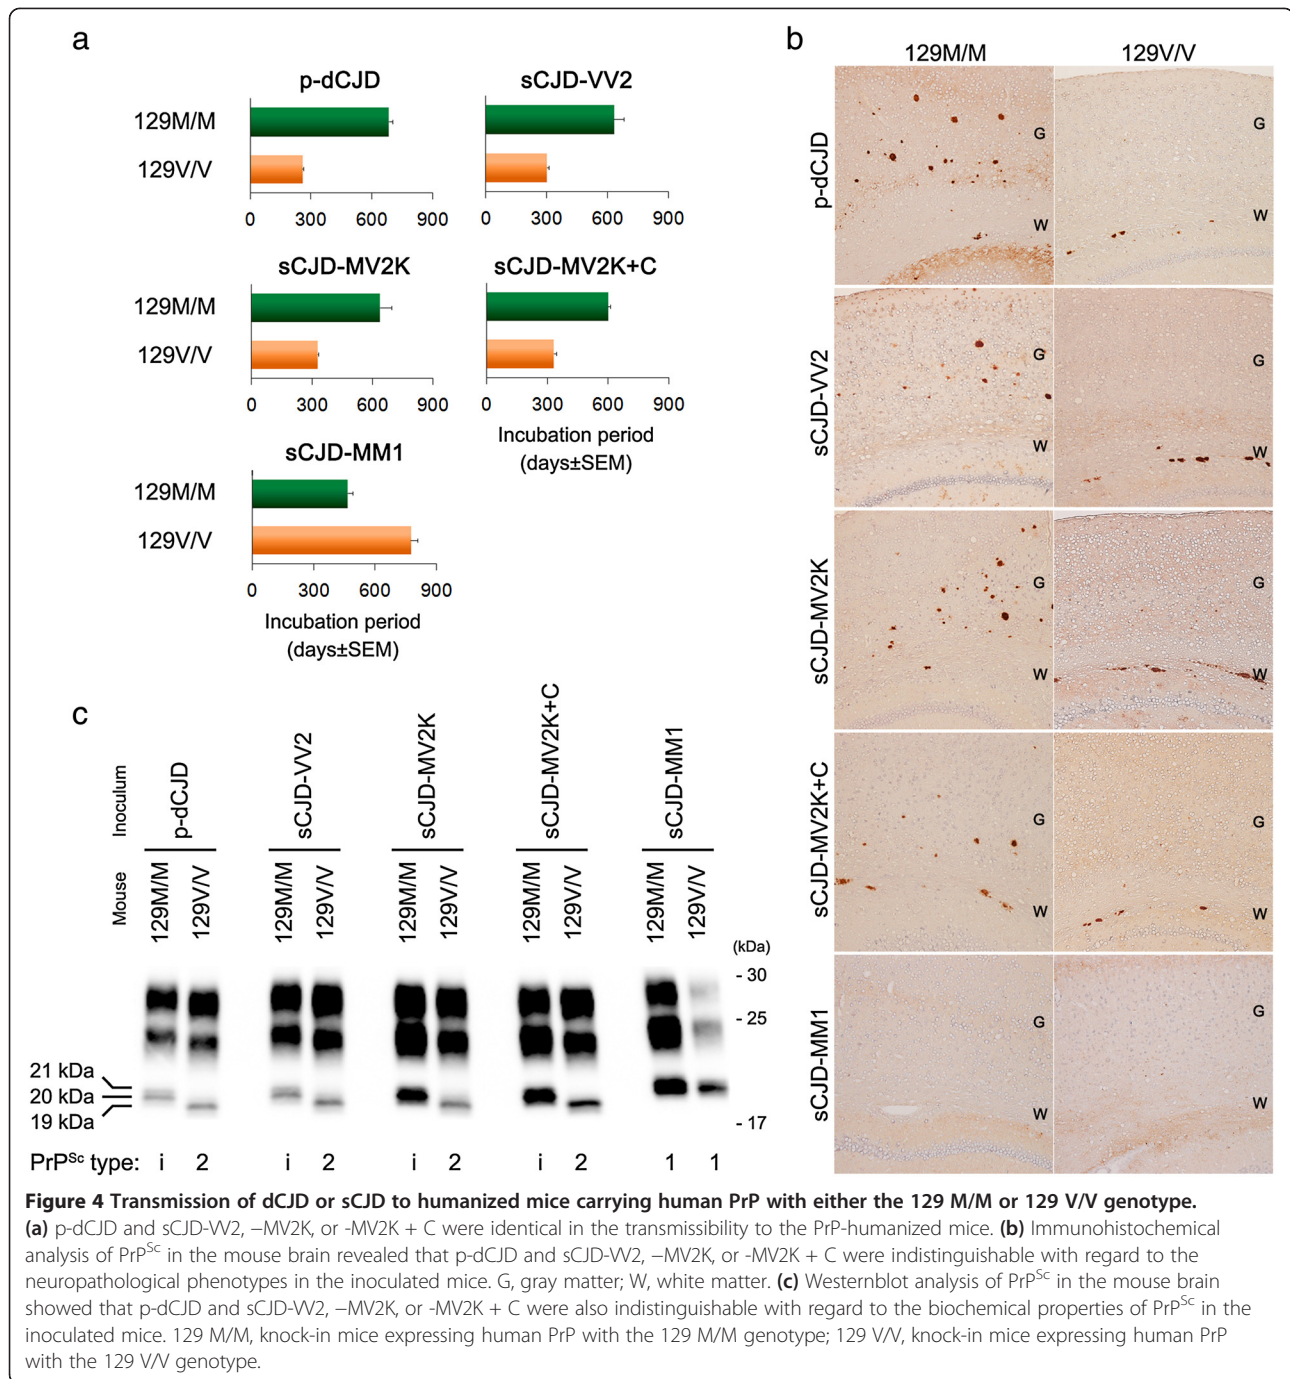 a
p-dCJD
sCJD-VV2
129M/M
129V/V
0 300 600 900
0 300 600 900
sCJD-MV2K
sCJD-MV2K+C
129M/M
129V/V
0 300 600 900
0 300 600 900
Incubation period
(days±SEM)
sCJD-MM1
129M/M
129V/V
0 300 600 900
Incubation period
(days±SEM)
b
129M/M 129V/V
p-dCJD
G
W
G
W
sCJD-VV2
G
W
G
W
sCJD-MV2K
G
W
G
W
sCJD-MV2K+C
G
W
G
W
sCJD-MM1
G
W
G
W
c
Inoculum
p-dCJD
sCJD-VV2
sCJD-MV2K
sCJD-MV2K+C
sCJD-MM1
Mouse
129M/M
129V/V
129M/M
129V/V
129M/M
129V/V
129M/M
129V/V
129M/M
129V/V
(kDa)
- 30
- 25
- 17
21 kDa
20 kDa
19 kDa
PrPSc type: i 2 i 2 i 2 i 2 1 1
Figure 4 Transmission of dCJD or sCJD to humanized mice carrying human PrP with either the 129 M/M or 129 V/V genotype.
(a) p-dCJD and sCJD-VV2, –MV2K, or -MV2K + C were identical in the transmissibility to the PrP-humanized mice. (b) Immunohistochemical
analysis of PrPSc in the mouse brain revealed that p-dCJD and sCJD-VV2, –MV2K, or -MV2K + C were indistinguishable with regard to the
neuropathological phenotypes in the inoculated mice. G, gray matter; W, white matter. (c) Westernblot analysis of PrPSc in the mouse brain
showed that p-dCJD and sCJD-VV2, –MV2K, or -MV2K + C were also indistinguishable with regard to the biochemical properties of PrPSc in the
inoculated mice. 129 M/M, knock-in mice expressing human PrP with the 129 M/M genotype; 129 V/V, knock-in mice expressing human PrP
with the 129 V/V genotype.